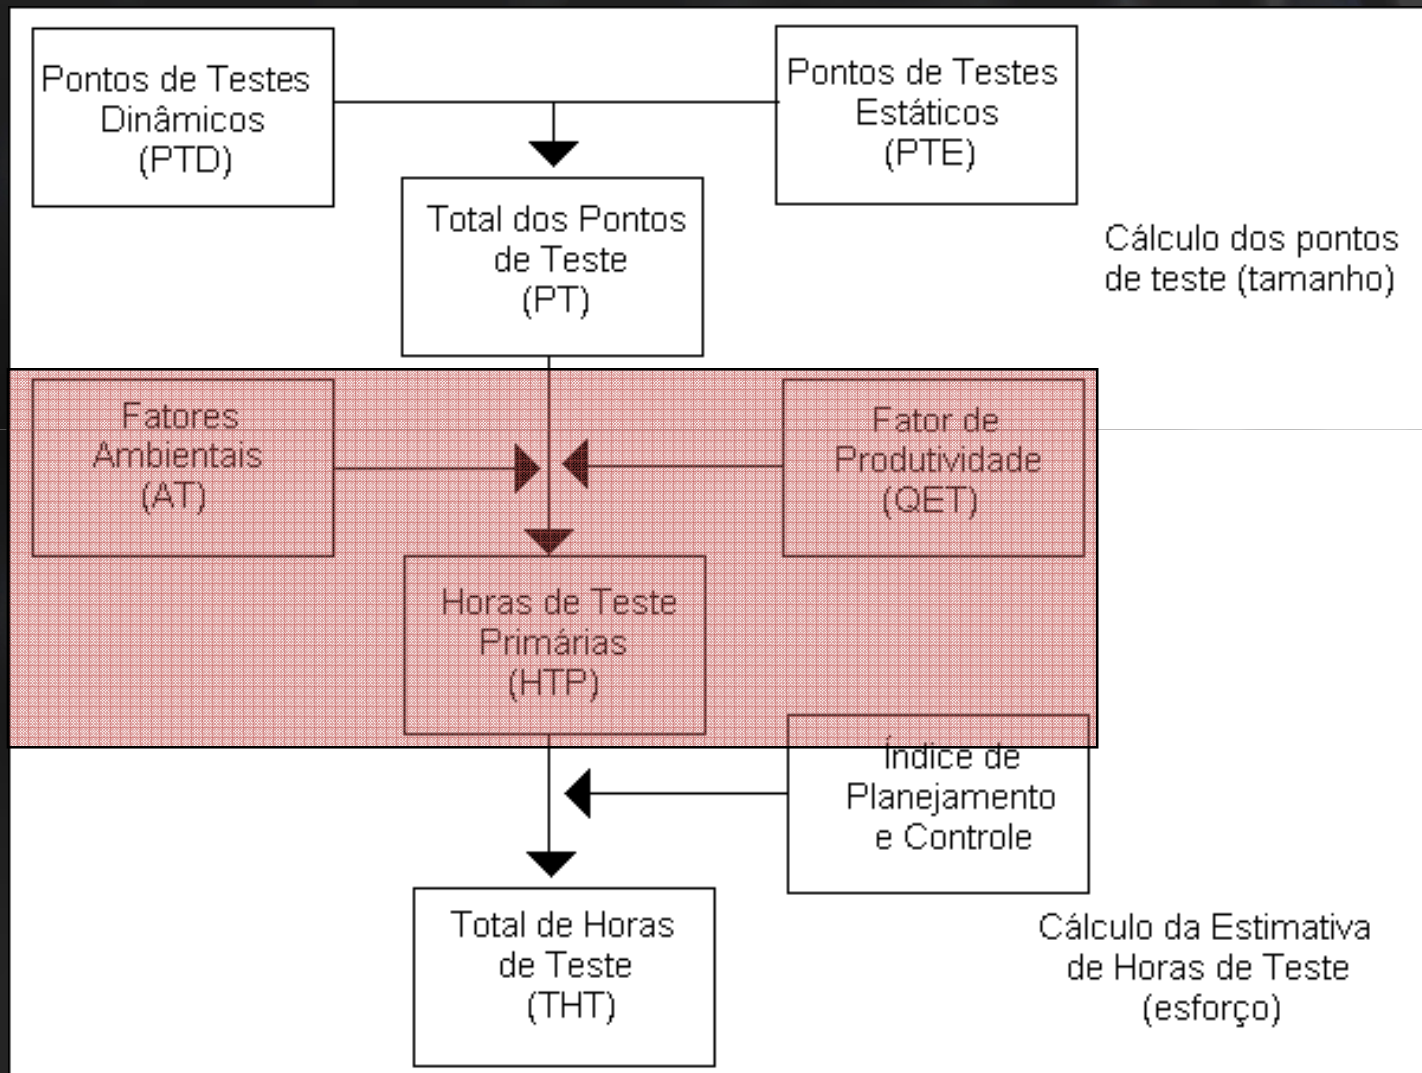 Pontos de Testes
Dinâmicos
(PTD)
Pontos de Testes
Estáticos
(PTE)
Total dos Pontos
de Teste
(PT)
Cálculo dos pontos
de teste (tamanho)
Fatores
Ambientais
(AT)
Fator de
Produtividade
(QET)
Horas de Teste
Primárias
(HTP)
Índice de
Planejamento
e Controle
Total de Horas
de Teste
(THT)
Cálculo da Estimativa
de Horas de Teste
(esforço)